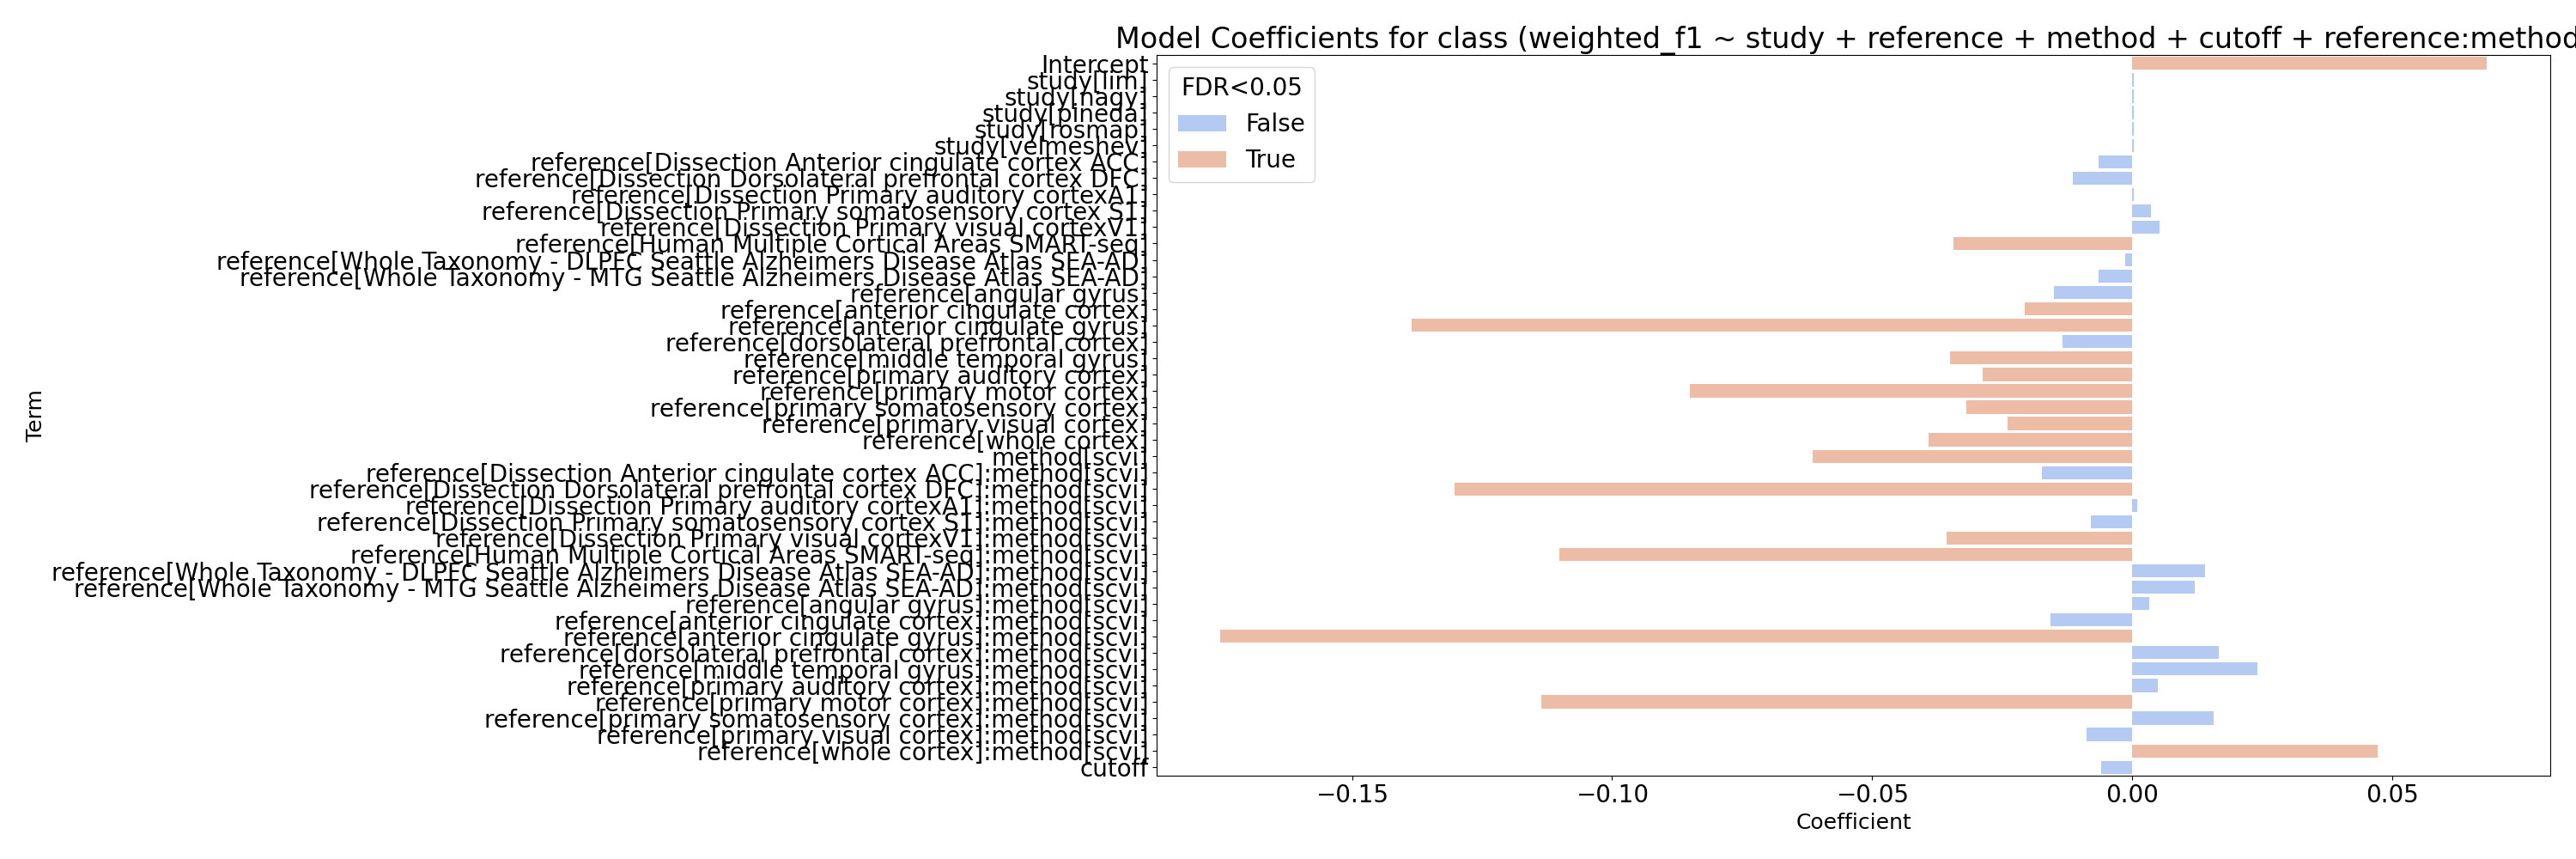 Model Coefficients for class (weighted_f1 ~ study + reference + method + cutoff + reference:method
Term
Intercept
study[lim]
study[nagy]
study[pineda]
study[rosmap]
study[velmeshev]
reference[Dissection Anterior cingulate cortex ACC]
reference[Dissection Dorsolateral prefrontal cortex DFC]
reference[Dissection Primary auditory cortexA1]
reference[Dissection Primary somatosensory cortex S1]
reference[Dissection Primary visual cortexV1]
reference[Human Multiple Cortical Areas SMART-seq]
reference[Whole Taxonomy - DLPFC Seattle Alzheimers Disease Atlas SEA-AD]
reference[Whole Taxonomy - MTG Seattle Alzheimers Disease Atlas SEA-AD]
reference[angular gyrus]
reference[anterior cingulate cortex]
reference[anterior cingulate gyrus]
reference[dorsolateral prefrontal cortex]
reference[middle temporal gyrus]
reference[primary auditory cortex]
reference[primary motor cortex]
reference[primary somatosensory cortex]
reference[primary visual cortex]
reference[whole cortex]
method[scvi]
reference[Dissection Anterior cingulate cortex ACC]:method[scvi]
reference[Dissection Dorsolateral prefrontal cortex DFC]:method[scvi]
reference[Dissection Primary auditory cortexA1]:method[scvi]
reference[Dissection Primary somatosensory cortex S1]:method[scvi]
reference[Dissection Primary visual cortexV1]:method[scvi]
reference[Human Multiple Cortical Areas SMART-seq]:method[scvi]
reference[Whole Taxonomy - DLPFC Seattle Alzheimers Disease Atlas SEA-AD]:method[scvi]
reference[Whole Taxonomy - MTG Seattle Alzheimers Disease Atlas SEA-AD]:method[scvi]
reference[angular gyrus]:method[scvi]
reference[anterior cingulate cortex]:method[scvi]
reference[anterior cingulate gyrus]:method[scvi]
reference[dorsolateral prefrontal cortex]:method[scvi]
reference[middle temporal gyrus]:method[scvi]
reference[primary auditory cortex]:method[scvi]
reference[primary motor cortex]:method[scvi]
reference[primary somatosensory cortex]:method[scvi]
reference[primary visual cortex]:method[scvi]
reference[whole cortex]:method[scvi]
cutoff
FDR<0.05
False
True
−0.15 −0.10 −0.05 0.00 0.05
Coefficient